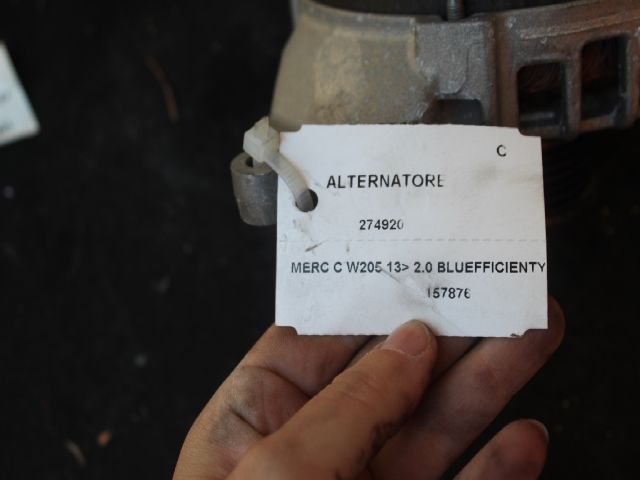 C
ALTERNATORE
274920
MERC C W205 13> 2.0 BLUEFFICIENTY
157876